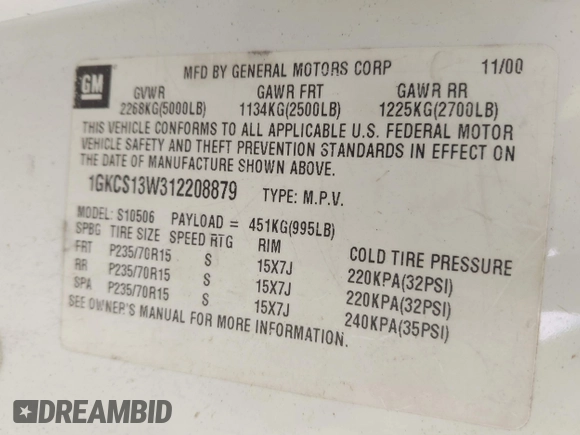 GM
MFD BY GENERAL MOTORS CORP 11/00
GVWR GAWR FRT GAWR RR
2268KG(5000LB) 1134KG(2500LB) 1225KG(2700LB)
THIS VEHICLE CONFORMS TO ALL APPLICABLE U.S. FEDERAL MOTOR
VEHICLE SAFETY AND THEFT PREVENTION STANDARDS IN EFFECT ON
THE DATE OF MANUFACTURE SHOWN ABOVE.
1GKCS13W312208879 TYPE: M.P.V.
MODEL: S10506 PAYLOAD = 451KG(995LB)
SPBG TIRE SIZE SPEED RTG RIM COLD TIRE PRESSURE
FRT P235/70R15 S 15X7J 220KPA(32PSI)
RR P235/70R15 S 15X7J 220KPA(32PSI)
SPA P235/70R15 S 15X7J 240KPA(35PSI)
SEE OWNER'S MANUAL FOR MORE INFORMATION.
DREAMBID